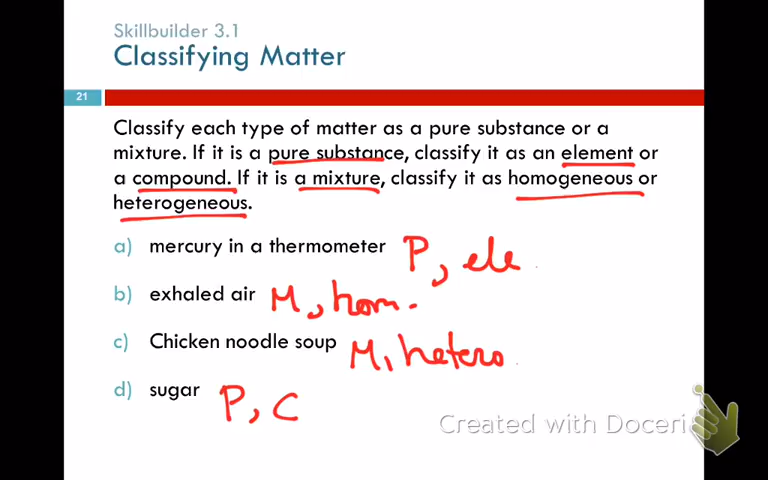 Skillbuilder 3.1
Classifying Matter
21
Classify each type of matter as a pure substance or a
mixture. If it is a pure substance, classify it as an element or
a compound. If it is a mixture, classify it as homogeneous or
heterogeneous.
a) mercury in a thermometer P, ele
b) exhaled air M, hom.
c) Chicken noodle soup M, hetero
d) sugar P, C
Created with Doceri